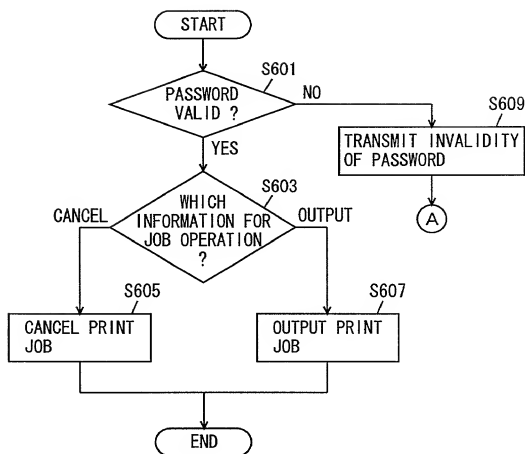 START
S601
PASSWORD
VALID ?
NO
YES
S609
TRANSMIT INVALIDITY
OF PASSWORD
A
S603
WHICH
INFORMATION FOR
JOB OPERATION
?
CANCEL
OUTPUT
S605
CANCEL PRINT
JOB
S607
OUTPUT PRINT
JOB
END